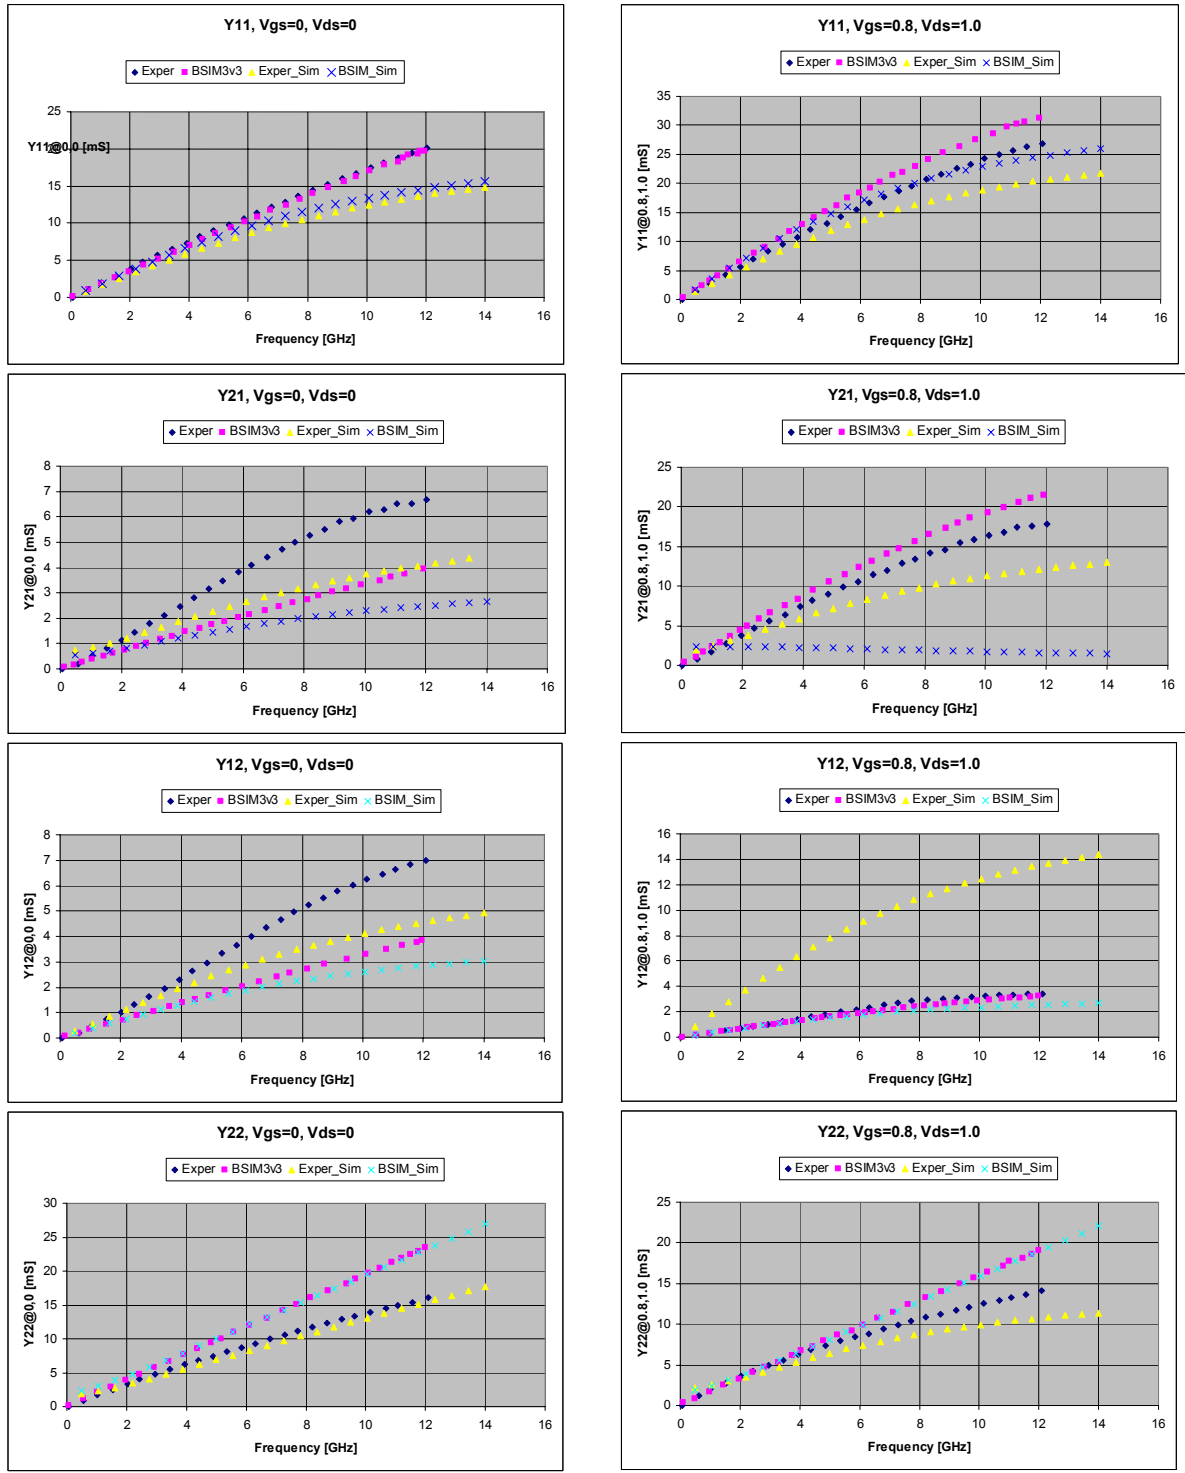 Y11, Vgs=0, Vds=0
Exper BSIM3v3 Exper_Sim BSIM_Sim
25
20
15
10
5
0
Y11@0.0 [mS]
0 2 4 6 8 10 12 14 16
Frequency [GHz]
Y11, Vgs=0.8, Vds=1.0
Exper BSIM3v3 Exper_Sim BSIM_Sim
35
30
25
20
15
10
5
0
Y11@0.8,1.0 [mS]
0 2 4 6 8 10 12 14 16
Frequency [GHz]
Y21, Vgs=0, Vds=0
Exper BSIM3v3 Exper_Sim BSIM_Sim
8
7
6
5
4
3
2
1
0
Y21@0,0 [mS]
0 2 4 6 8 10 12 14 16
Frequency [GHz]
Y21, Vgs=0.8, Vds=1.0
Exper BSIM3v3 Exper_Sim BSIM_Sim
25
20
15
10
5
0
Y21@0.8,1.0 [mS]
0 2 4 6 8 10 12 14 16
Frequency [GHz]
Y12, Vgs=0, Vds=0
Exper BSIM3v3 Exper_Sim BSIM_Sim
8
7
6
5
4
3
2
1
0
Y12@0,0 [mS]
0 2 4 6 8 10 12 14 16
Frequency [GHz]
Y12, Vgs=0.8, Vds=1.0
Exper BSIM3v3 Exper_Sim BSIM_Sim
16
14
12
10
8
6
4
2
0
Y12@0.8,1.0 [mS]
0 2 4 6 8 10 12 14 16
Frequency [GHz]
Y22, Vgs=0, Vds=0
Exper BSIM3v3 Exper_Sim BSIM_Sim
30
25
20
15
10
5
0
Y22@0,0 [mS]
0 2 4 6 8 10 12 14 16
Frequency [GHz]
Y22, Vgs=0.8, Vds=1.0
Exper BSIM3v3 Exper_Sim BSIM_Sim
25
20
15
10
5
0
Y22@0.8,1.0 [mS]
0 2 4 6 8 10 12 14 16
Frequency [GHz]